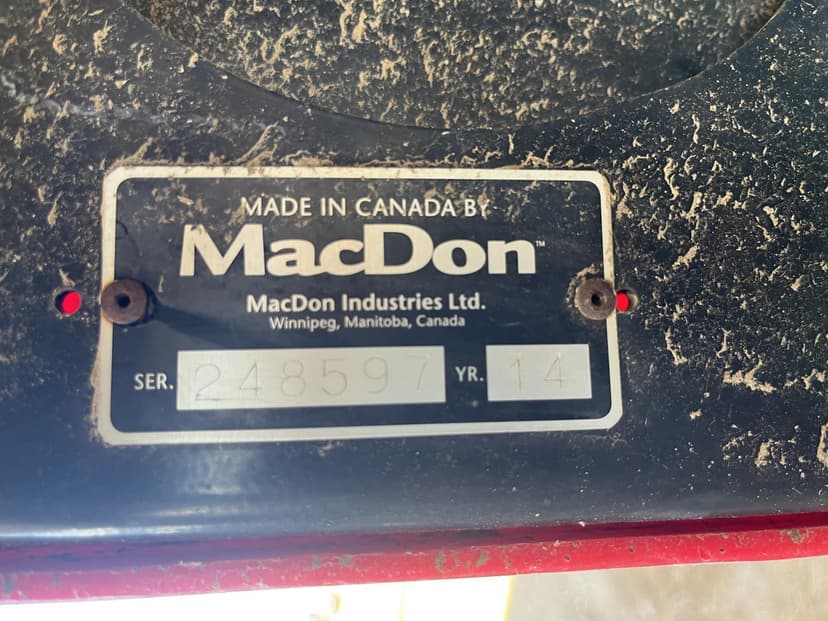 MADE IN CANADA BY
MacDon™
MacDon Industries Ltd.
Winnipeg, Manitoba, Canada
SER. 248597 YR. 14